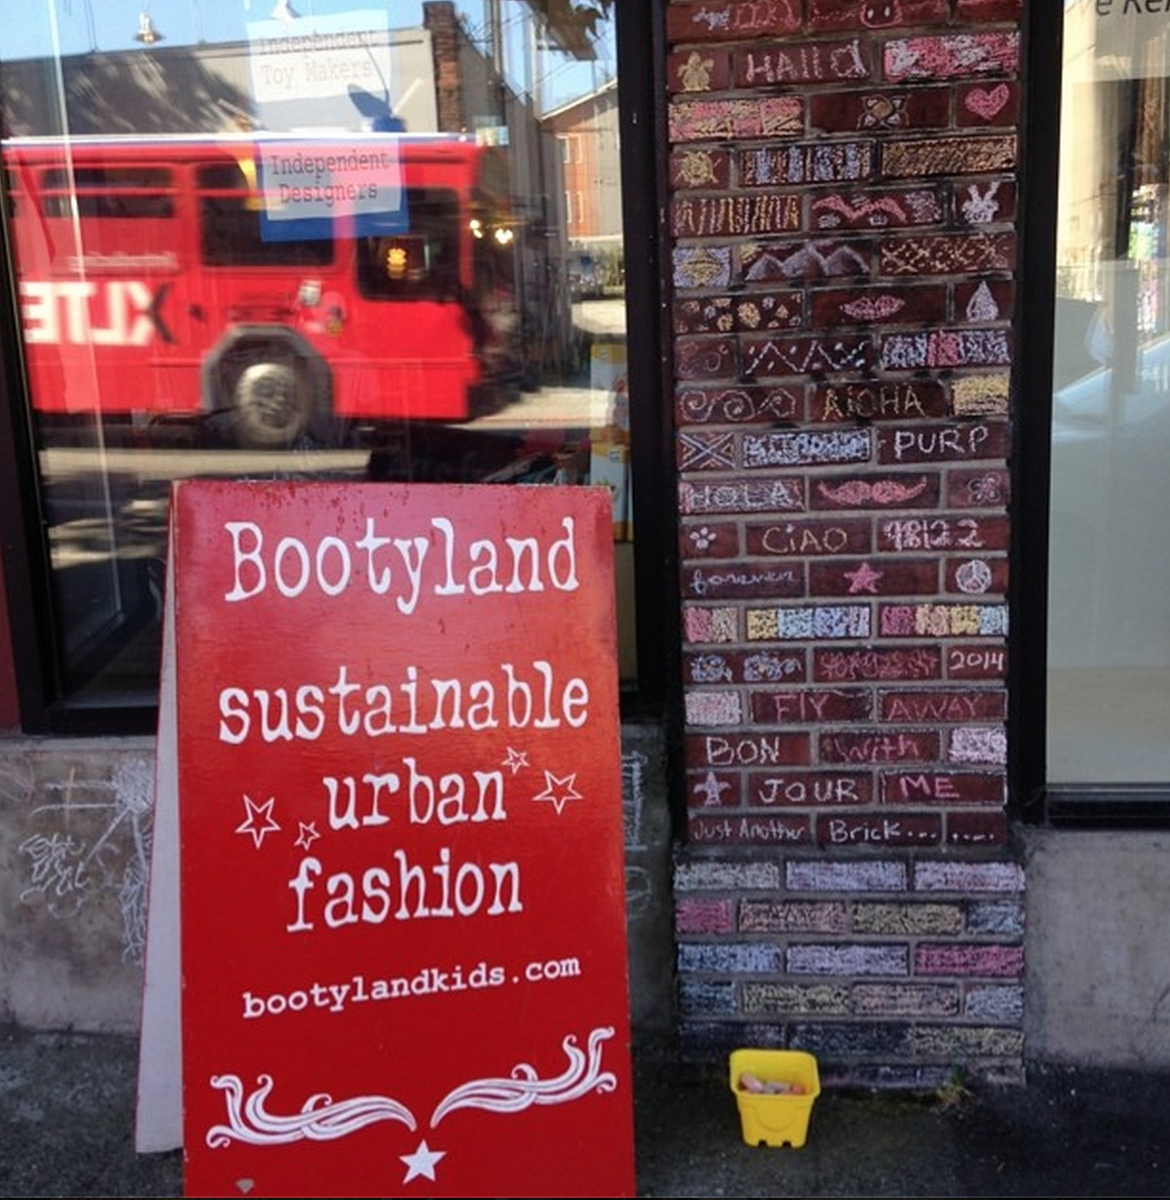 Independent
Toy Makers
Independent
Designers
XLTE
Bootyland
sustainable
urban
fashion
bootylandkids.com
HAllO
AlOHA
PURP
HOLA
CiAO
98122
forever
2014
FlY AWAY
BON With
JOUR ME
Just Another Brick.... ....